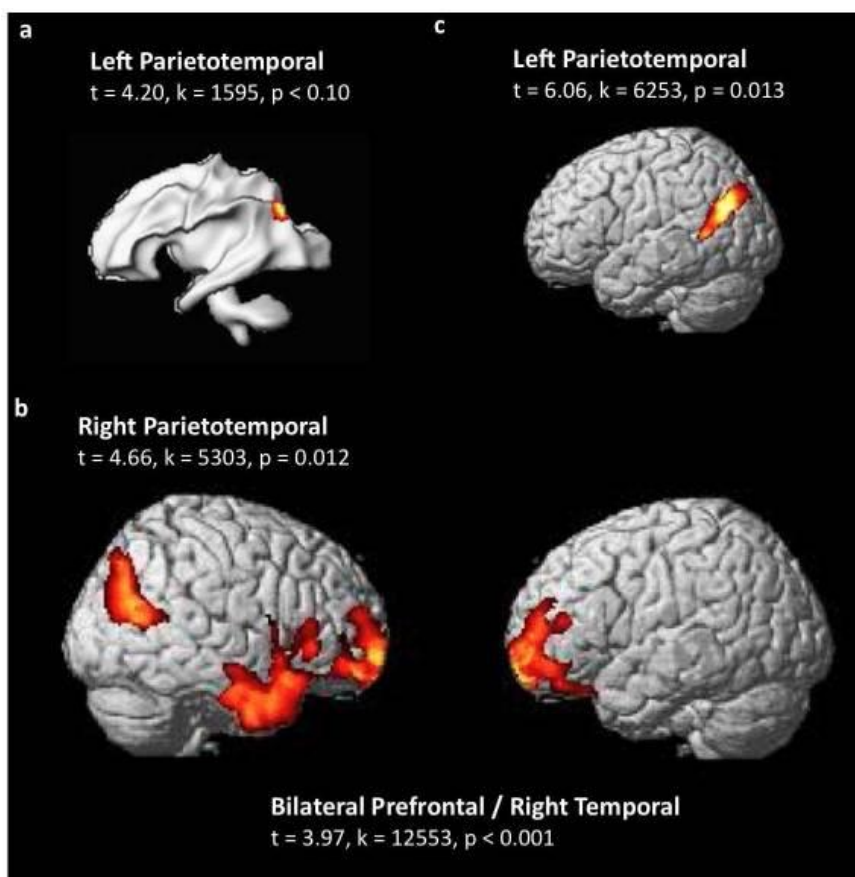 a
Left Parietotemporal
t = 4.20, k = 1595, p < 0.10
c
Left Parietotemporal
t = 6.06, k = 6253, p = 0.013
b
Right Parietotemporal
t = 4.66, k = 5303, p = 0.012
Bilateral Prefrontal / Right Temporal
t = 3.97, k = 12553, p < 0.001